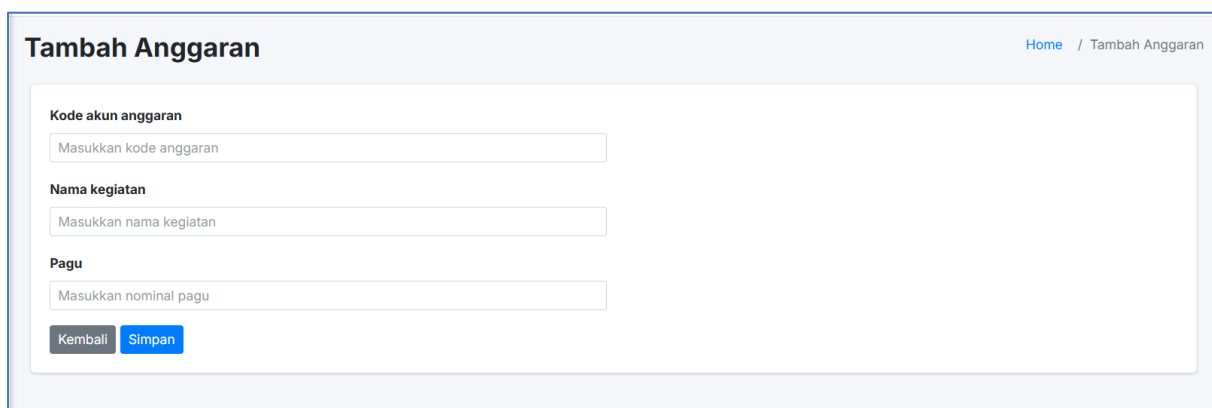 Tambah Anggaran
Home / Tambah Anggaran
Kode akun anggaran
Masukkan kode anggaran
Nama kegiatan
Masukkan nama kegiatan
Pagu
Masukkan nominal pagu
Kembali Simpan